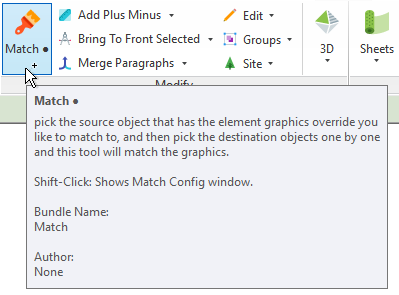 Match ●
Add Plus Minus
Bring To Front Selected
Merge Paragraphs
Edit
Groups
Site
3D
Sheets
Modify
Match ●
pick the source object that has the element graphics override you
like to match to, and then pick the destination objects one by one
and this tool will match the graphics.
Shift-Click: Shows Match Config window.
Bundle Name:
Match
Author:
None